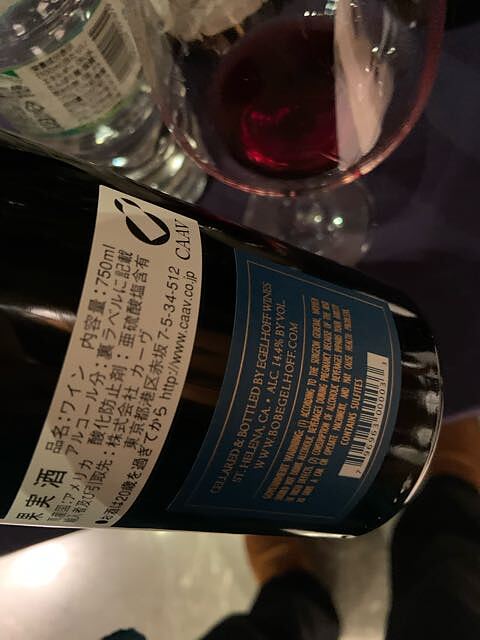 果実酒
品名:ワイン 内容量:750ml
原産国:アメリカ アルコール分:裏ラベルに記載
酸化防止剤:亜硫酸塩含有
輸入者及び引取先:株式会社 カーヴ
東京都港区赤坂 7-5-34-512
お酒は20歳を過ぎてから http://www.caav.co.jp
CAAV
CELLARED & BOTTLED BY EGELHOFF WINES
ST. HELENA, CA • ALC. 14.4% BY VOL.
WWW.BOBEGELHOFF.COM
GOVERNMENT WARNING: (1) ACCORDING TO THE SURGEON GENERAL, WOMEN
SHOULD NOT DRINK ALCOHOLIC BEVERAGES DURING PREGNANCY BECAUSE OF THE RISK
OF BIRTH DEFECTS. (2) CONSUMPTION OF ALCOHOLIC BEVERAGES IMPAIRS YOUR ABILITY
TO DRIVE A CAR, OR OPERATE MACHINERY, AND MAY CAUSE HEALTH PROBLEMS.
CONTAINS SULFITES